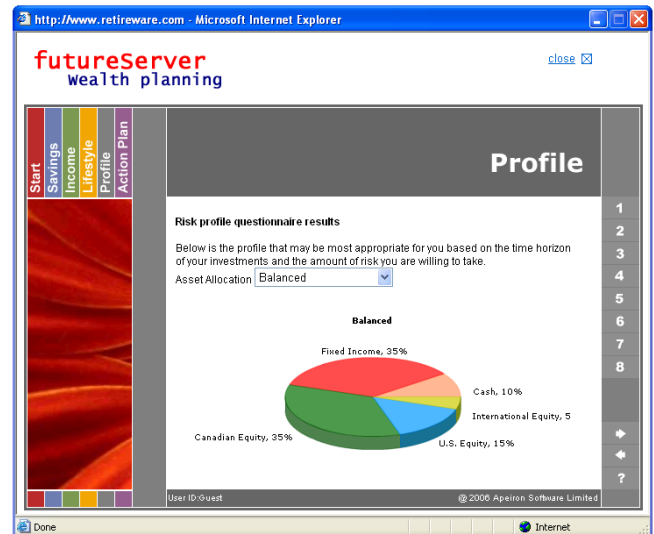 http://www.retireware.com - Microsoft Internet Explorer
futureServer
wealth planning
close
Start
Savings
Income
Lifestyle
Profile
Action Plan
Profile
Risk profile questionnaire results
Below is the profile that may be most appropriate for you based on the time horizon
of your investments and the amount of risk you are willing to take.
Asset Allocation Balanced
Balanced
Fixed Income, 35%
Cash, 10%
International Equity, 5
U.S. Equity, 15%
Canadian Equity, 35%
1
2
3
4
5
6
7
8
?
User ID:Guest
@ 2006 Apeiron Software Limited
Done
Internet